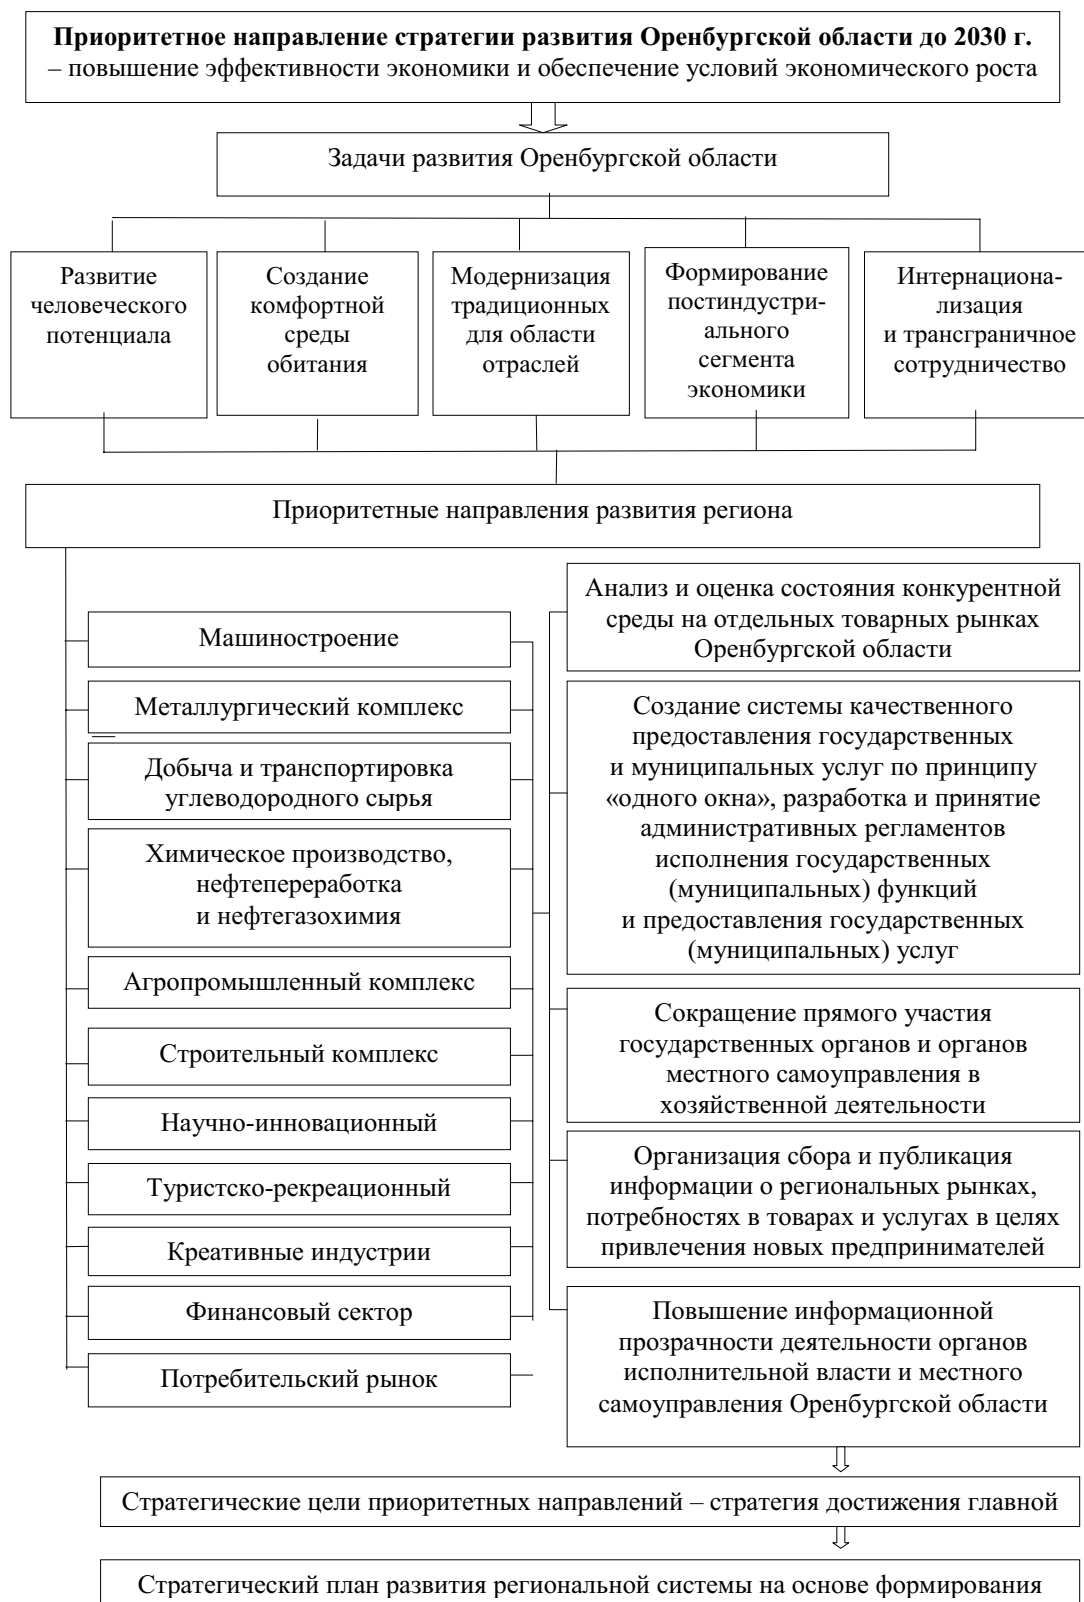 Приоритетное направление стратегии развития Оренбургской области до 2030 г.
– повышение эффективности экономики и обеспечение условий экономического роста
Задачи развития Оренбургской области
Развитие
человеческого
потенциала
Создание
комфортной
среды
обитания
Модернизация
традиционных
для области
отраслей
Формирование
постиндустри-
ального
сегмента
экономики
Интернациона-
лизация
и трансграничное
сотрудничество
Приоритетные направления развития региона
Машиностроение
Металлургический комплекс
Добыча и транспортировка
углеводородного сырья
Химическое производство,
нефтепереработка
и нефтегазохимия
Агропромышленный комплекс
Строительный комплекс
Научно-инновационный
Туристско-рекреационный
Креативные индустрии
Финансовый сектор
Потребительский рынок
Анализ и оценка состояния конкурентной
среды на отдельных товарных рынках
Оренбургской области
Создание системы качественного
предоставления государственных
и муниципальных услуг по принципу
«одного окна», разработка и принятие
административных регламентов
исполнения государственных
(муниципальных) функций
и предоставления государственных
(муниципальных) услуг
Сокращение прямого участия
государственных органов и органов
местного самоуправления в
хозяйственной деятельности
Организация сбора и публикация
информации о региональных рынках,
потребностях в товарах и услугах в целях
привлечения новых предпринимателей
Повышение информационной
прозрачности деятельности органов
исполнительной власти и местного
самоуправления Оренбургской области
Стратегические цели приоритетных направлений – стратегия достижения главной
Стратегический план развития региональной системы на основе формирования